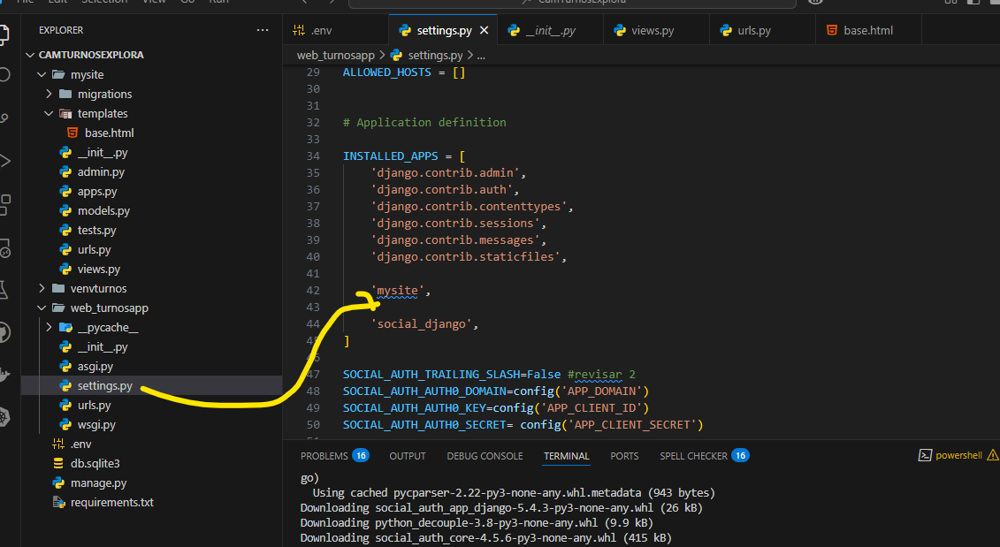 EXPLORER
CAMTURNOSEXPLORA
mysite
migrations
templates
base.html
__init__.py
admin.py
apps.py
models.py
tests.py
urls.py
views.py
venvturnos
web_turnosapp
__pycache__
__init__.py
asgi.py
settings.py
urls.py
wsgi.py
.env
db.sqlite3
manage.py
requirements.txt
.env settings.py __init__.py views.py urls.py base.html
web_turnosapp > settings.py > ...
29 ALLOWED_HOSTS = []
30
31
32 # Application definition
33
34 INSTALLED_APPS = [
35 'django.contrib.admin',
36 'django.contrib.auth',
37 'django.contrib.contenttypes',
38 'django.contrib.sessions',
39 'django.contrib.messages',
40 'django.contrib.staticfiles',
41
42 'mysite',
43
44 'social_django',
45 ]
46
47 SOCIAL_AUTH_TRAILING_SLASH=False #revisar 2
48 SOCIAL_AUTH_AUTH0_DOMAIN=config('APP_DOMAIN')
49 SOCIAL_AUTH_AUTH0_KEY=config('APP_CLIENT_ID')
50 SOCIAL_AUTH_AUTH0_SECRET= config('APP_CLIENT_SECRET')
PROBLEMS 16 OUTPUT DEBUG CONSOLE TERMINAL PORTS SPELL CHECKER 16 powershell
go)
Using cached pycparser-2.22-py3-none-any.whl.metadata (943 bytes)
Downloading social_auth_app_django-5.4.3-py3-none-any.whl (26 kB)
Downloading python_decouple-3.8-py3-none-any.whl (9.9 kB)
Downloading social_auth_core-4.5.6-py3-none-any.whl (415 kB)